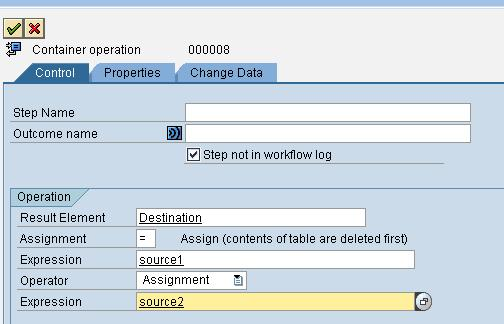 Container operation 000008
Control Properties Change Data
Step Name
Outcome name
Step not in workflow log
Operation
Result Element Destination
Assignment = Assign (contents of table are deleted first)
Expression source1
Operator Assignment
Expression source2